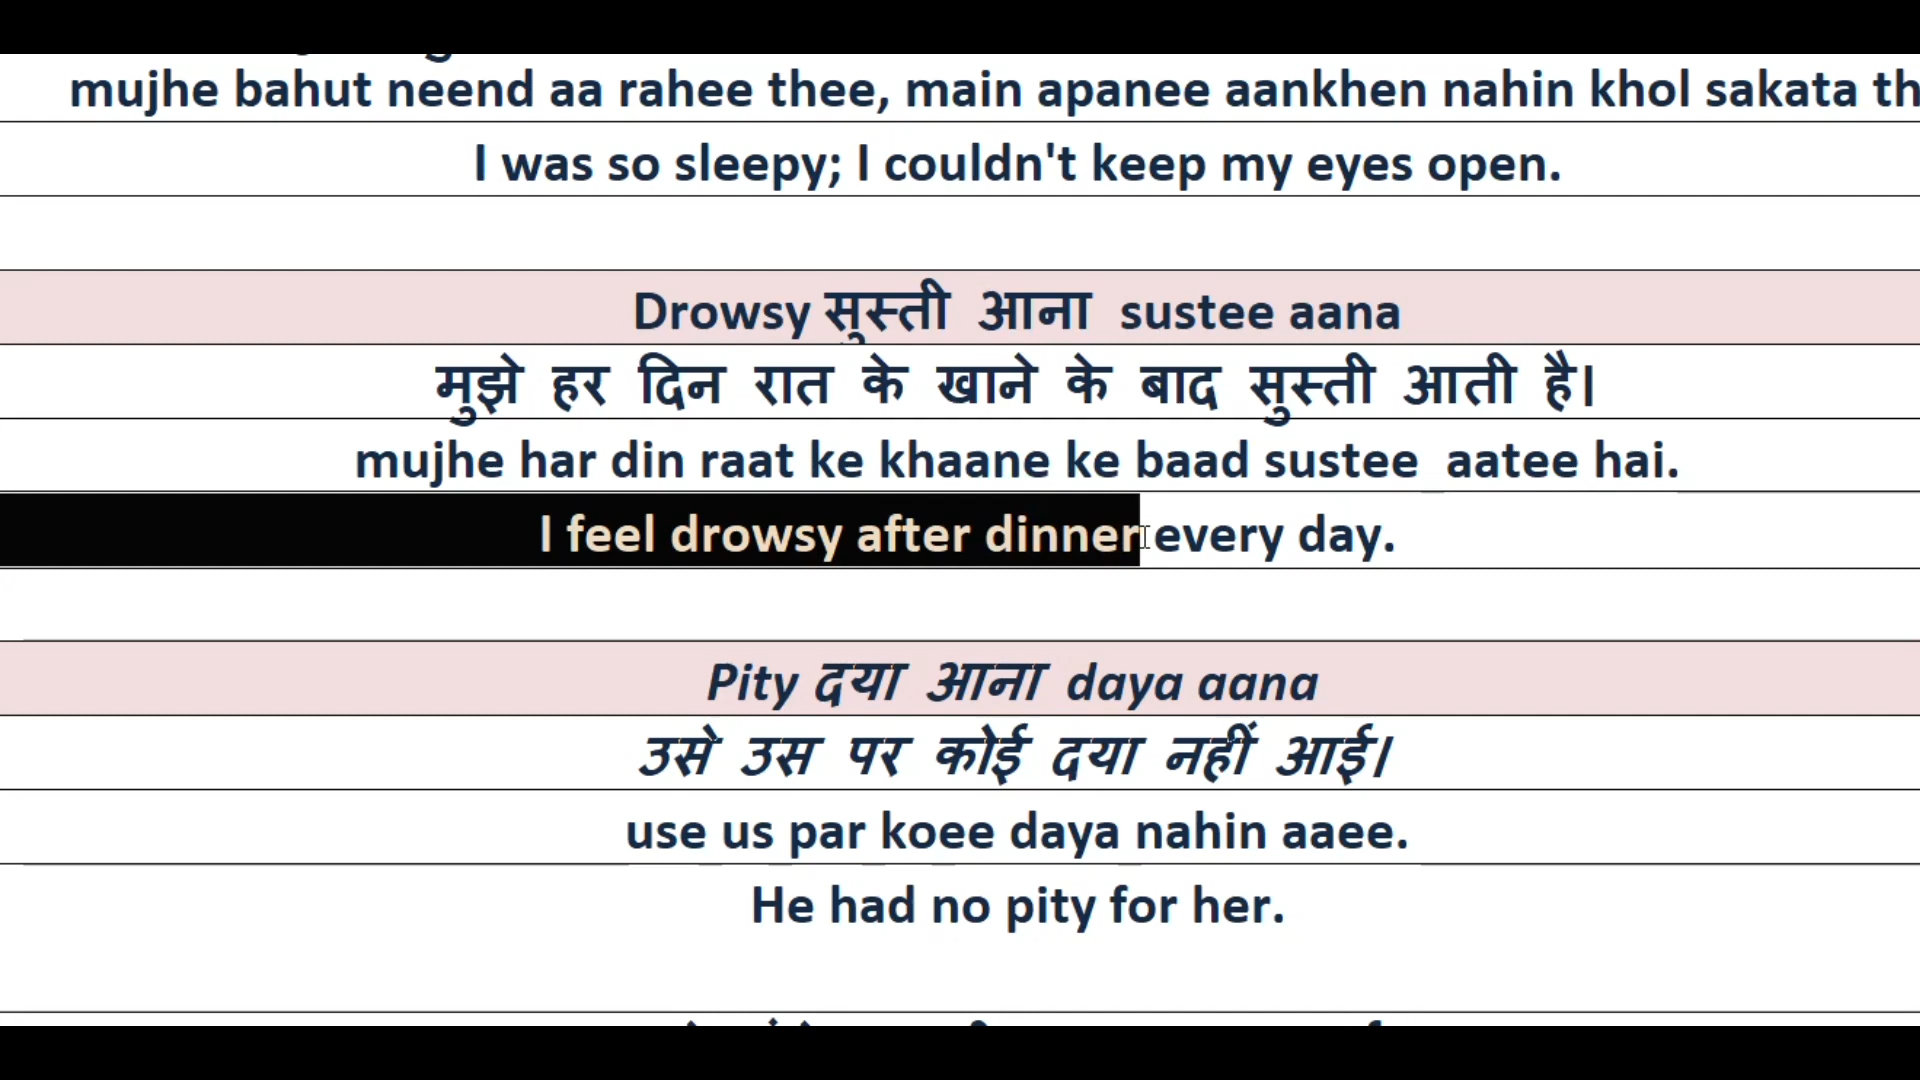 mujhe bahut neend aa rahee thee, main apanee aankhen nahin khol sakata th
I was so sleepy; I couldn't keep my eyes open.
Drowsy सुस्ती आना sustee aana
मुझे हर दिन रात के खाने के बाद सुस्ती आती है।
mujhe har din raat ke khaane ke baad sustee aatee hai.
I feel drowsy after dinner every day.
Pity दया आना daya aana
उसे उस पर कोई दया नहीं आई।
use us par koee daya nahin aaee.
He had no pity for her.